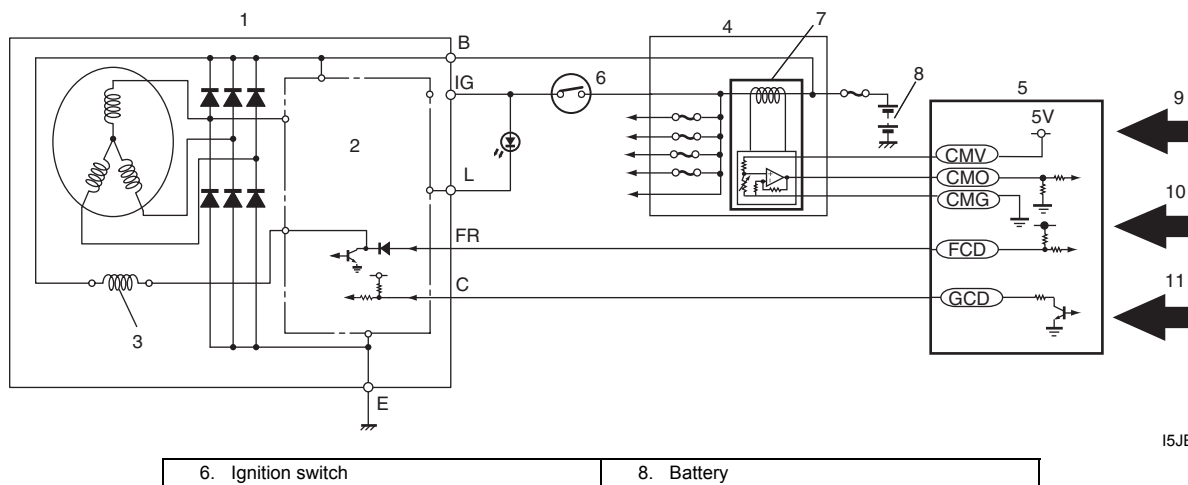 1
4
7
8
5
9
B
IG
6
5V
CMV
CMO
CMG
2
L
10
FR
FCD
C
GCD
11
3
E
I5JB
6. Ignition switch
8. Battery